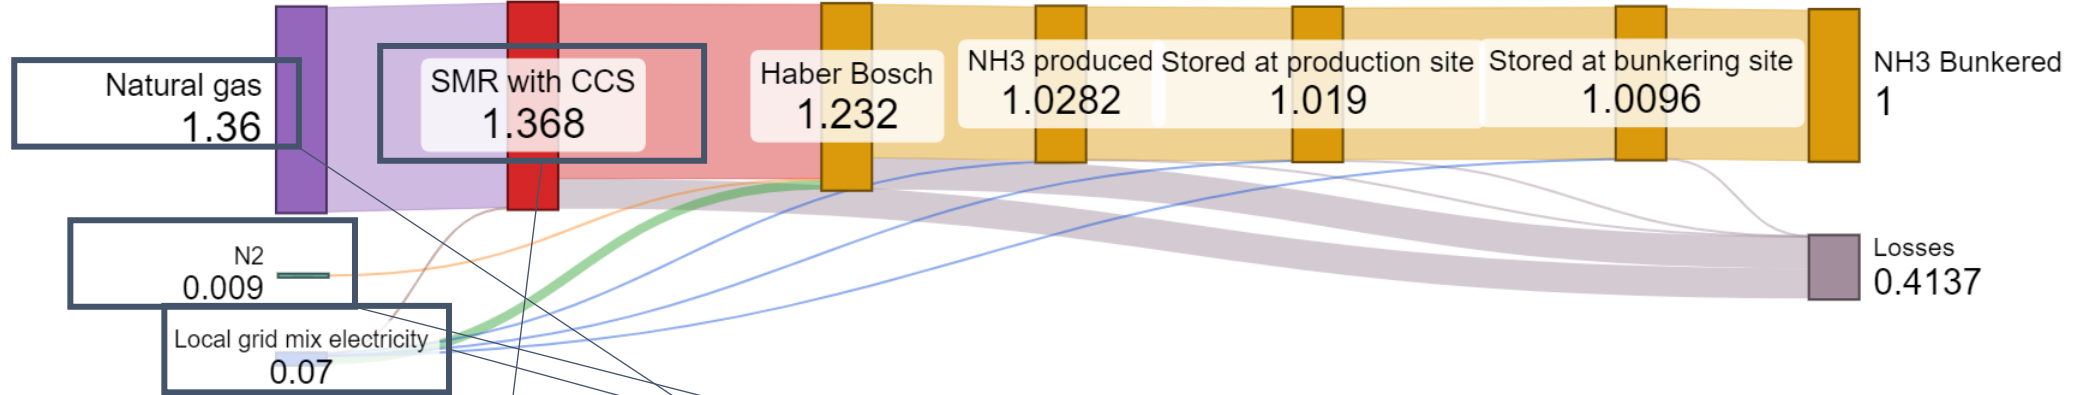 Natural gas
1.36
SMR with CCS
1.368
Haber Bosch
1.232
NH3 produced
1.0282
Stored at production site
1.019
Stored at bunkering site
1.0096
NH3 Bunkered
1
N2
0.009
Local grid mix electricity
0.07
Losses
0.4137